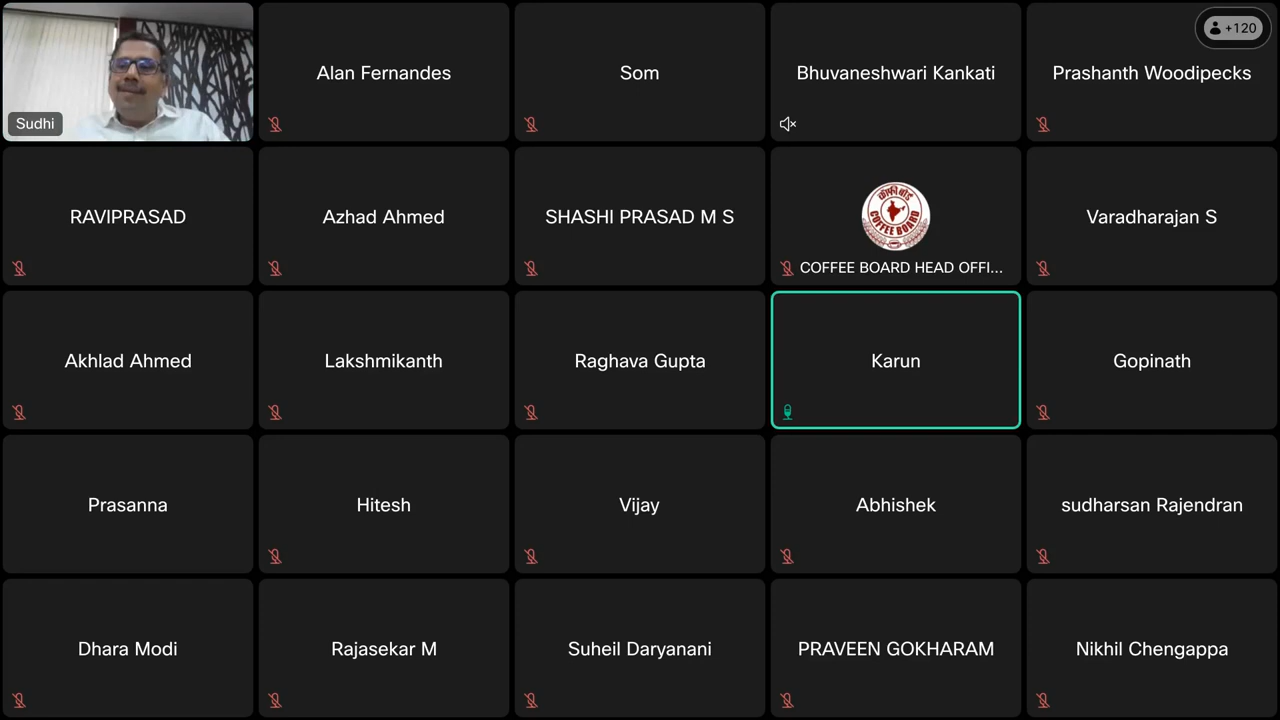 +120
Sudhi
Alan Fernandes
Som
Bhuvaneshwari Kankati
Prashanth Woodipecks
RAVIPRASAD
Azhad Ahmed
SHASHI PRASAD M S
कॉफी बोर्ड
COFFEE BOARD
COFFEE BOARD HEAD OFFI...
Varadharajan S
Akhlad Ahmed
Lakshmikanth
Raghava Gupta
Karun
Gopinath
Prasanna
Hitesh
Vijay
Abhishek
sudharsan Rajendran
Dhara Modi
Rajasekar M
Suheil Daryanani
PRAVEEN GOKHARAM
Nikhil Chengappa